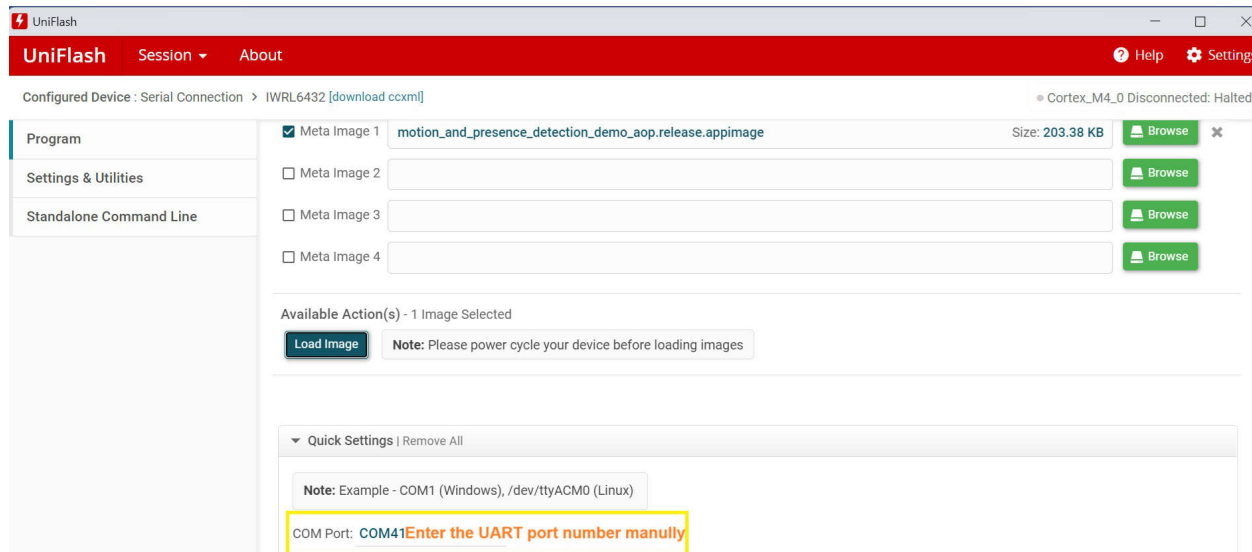 UniFlash
UniFlash Session About Help Settings
Configured Device : Serial Connection > IWRL6432 [download ccxml] Cortex_M4_0 Disconnected: Halted
Program
Settings & Utilities
Standalone Command Line
Meta Image 1 motion_and_presence_detection_demo_aop.release.appimage Size: 203.38 KB Browse
Meta Image 2 Browse
Meta Image 3 Browse
Meta Image 4 Browse
Available Action(s) - 1 Image Selected
Load Image Note: Please power cycle your device before loading images
Quick Settings | Remove All
Note: Example - COM1 (Windows), /dev/ttyACM0 (Linux)
COM Port: COM41Enter the UART port number manully